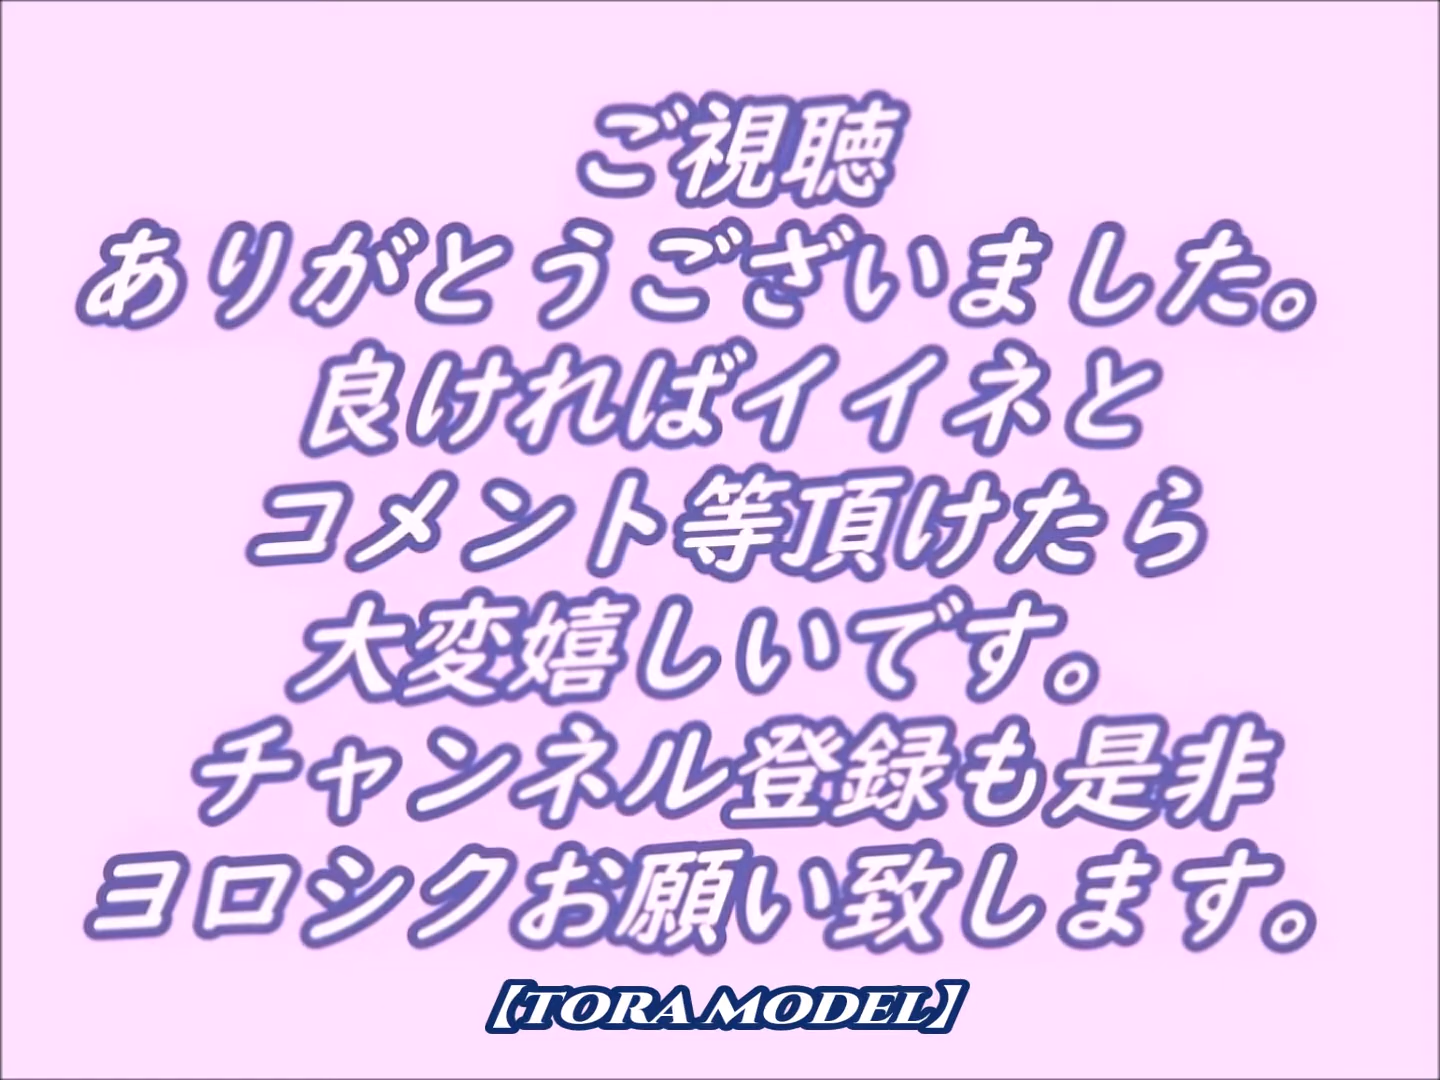 ご視聴
ありがとうございました。
良ければイイネと
コメント等頂けたら
大変嬉しいです。
チャンネル登録も是非
ヨロシクお願い致します。
【TORA MODEL】